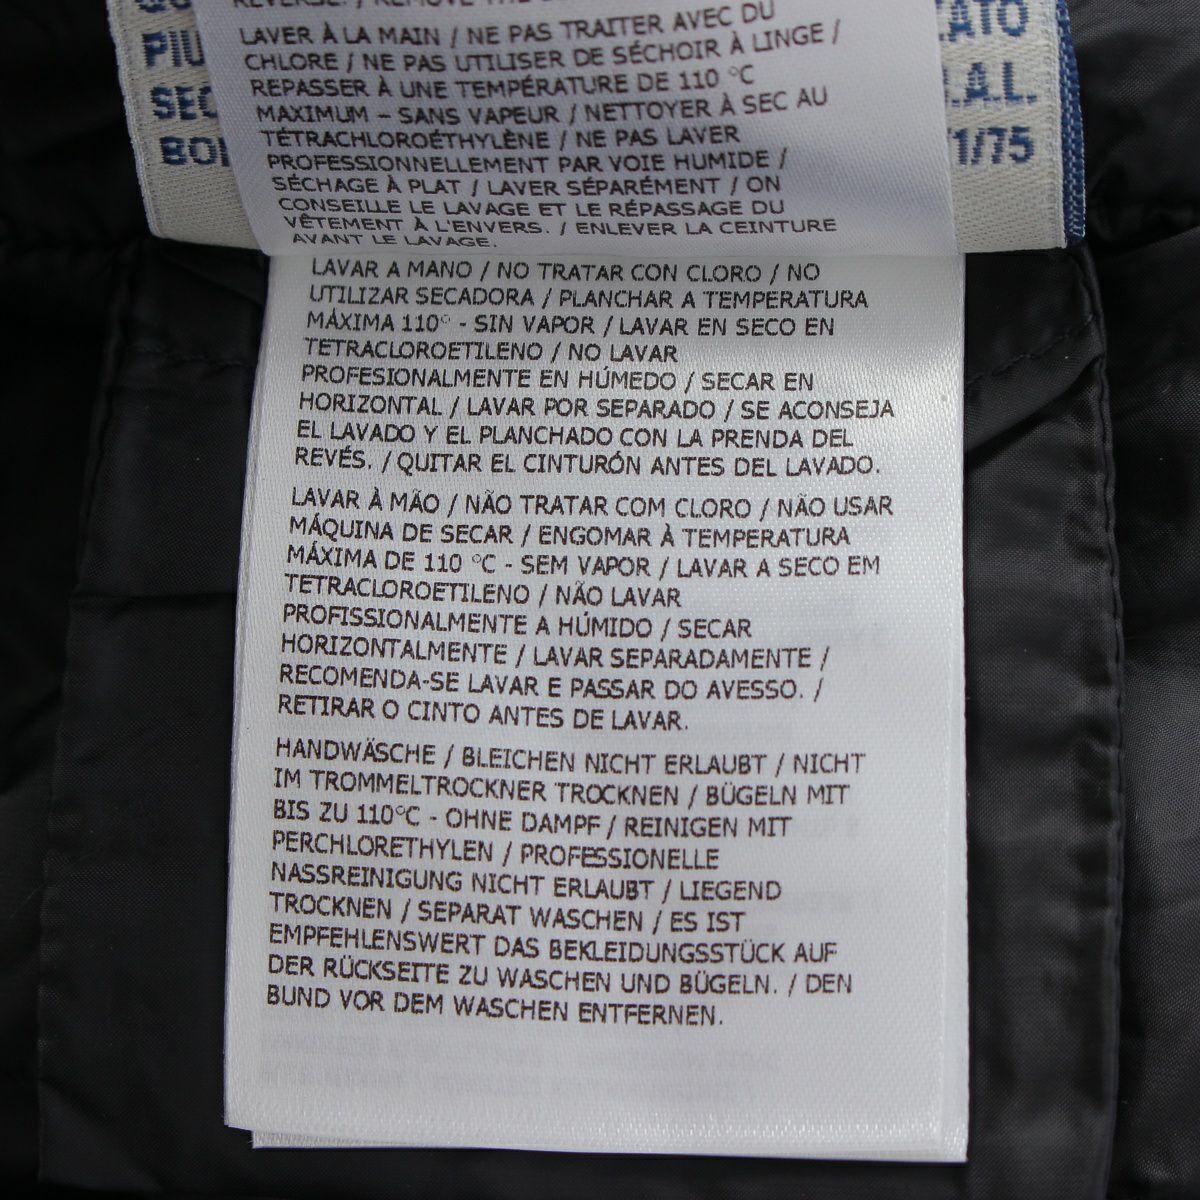 PIU
SEC
BO
ZATO
.A.L.
1/75
REVERSE. / REMOVE THE
LAVER À LA MAIN / NE PAS TRAITER AVEC DU
CHLORE / NE PAS UTILISER DE SÉCHOIR À LINGE /
REPASSER À UNE TEMPÉRATURE DE 110 °C
MAXIMUM – SANS VAPEUR / NETTOYER À SEC AU
TÉTRACHLOROÉTHYLÈNE / NE PAS LAVER
PROFESSIONNELLEMENT PAR VOIE HUMIDE /
SÉCHAGE À PLAT / LAVER SÉPARÉMENT / ON
CONSEILLE LE LAVAGE ET LE RÉPASSAGE DU
VÊTEMENT À L'ENVERS. / ENLEVER LA CEINTURE
AVANT LE LAVAGE.
LAVAR A MANO / NO TRATAR CON CLORO / NO
UTILIZAR SECADORA / PLANCHAR A TEMPERATURA
MÁXIMA 110° - SIN VAPOR / LAVAR EN SECO EN
TETRACLOROETILENO / NO LAVAR
PROFESIONALMENTE EN HÚMEDO / SECAR EN
HORIZONTAL / LAVAR POR SEPARADO / SE ACONSEJA
EL LAVADO Y EL PLANCHADO CON LA PRENDA DEL
REVÉS. / QUITAR EL CINTURÓN ANTES DEL LAVADO.
LAVAR À MÃO / NÃO TRATAR COM CLORO / NÃO USAR
MÁQUINA DE SECAR / ENGOMAR À TEMPERATURA
MÁXIMA DE 110 °C - SEM VAPOR / LAVAR A SECO EM
TETRACLOROETILENO / NÃO LAVAR
PROFISSIONALMENTE A HÚMIDO / SECAR
HORIZONTALMENTE / LAVAR SEPARADAMENTE /
RECOMENDA-SE LAVAR E PASSAR DO AVESSO. /
RETIRAR O CINTO ANTES DE LAVAR.
HANDWÄSCHE / BLEICHEN NICHT ERLAUBT / NICHT
IM TROMMELTROCKNER TROCKNEN / BÜGELN MIT
BIS ZU 110°C - OHNE DAMPF / REINIGEN MIT
PERCHLORETHYLEN / PROFESSIONELLE
NASSREINIGUNG NICHT ERLAUBT / LIEGEND
TROCKNEN / SEPARAT WASCHEN / ES IST
EMPFEHLENSWERT DAS BEKLEIDUNGSSTÜCK AUF
DER RÜCKSEITE ZU WASCHEN UND BÜGELN. / DEN
BUND VOR DEM WASCHEN ENTFERNEN.